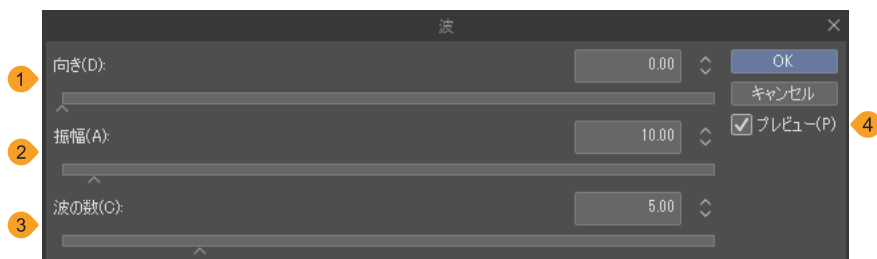 波
1
向き(D):
0.00
OK
キャンセル
2
振幅(A):
10.00
プレビュー(P)
4
3
波の数(C):
5.00